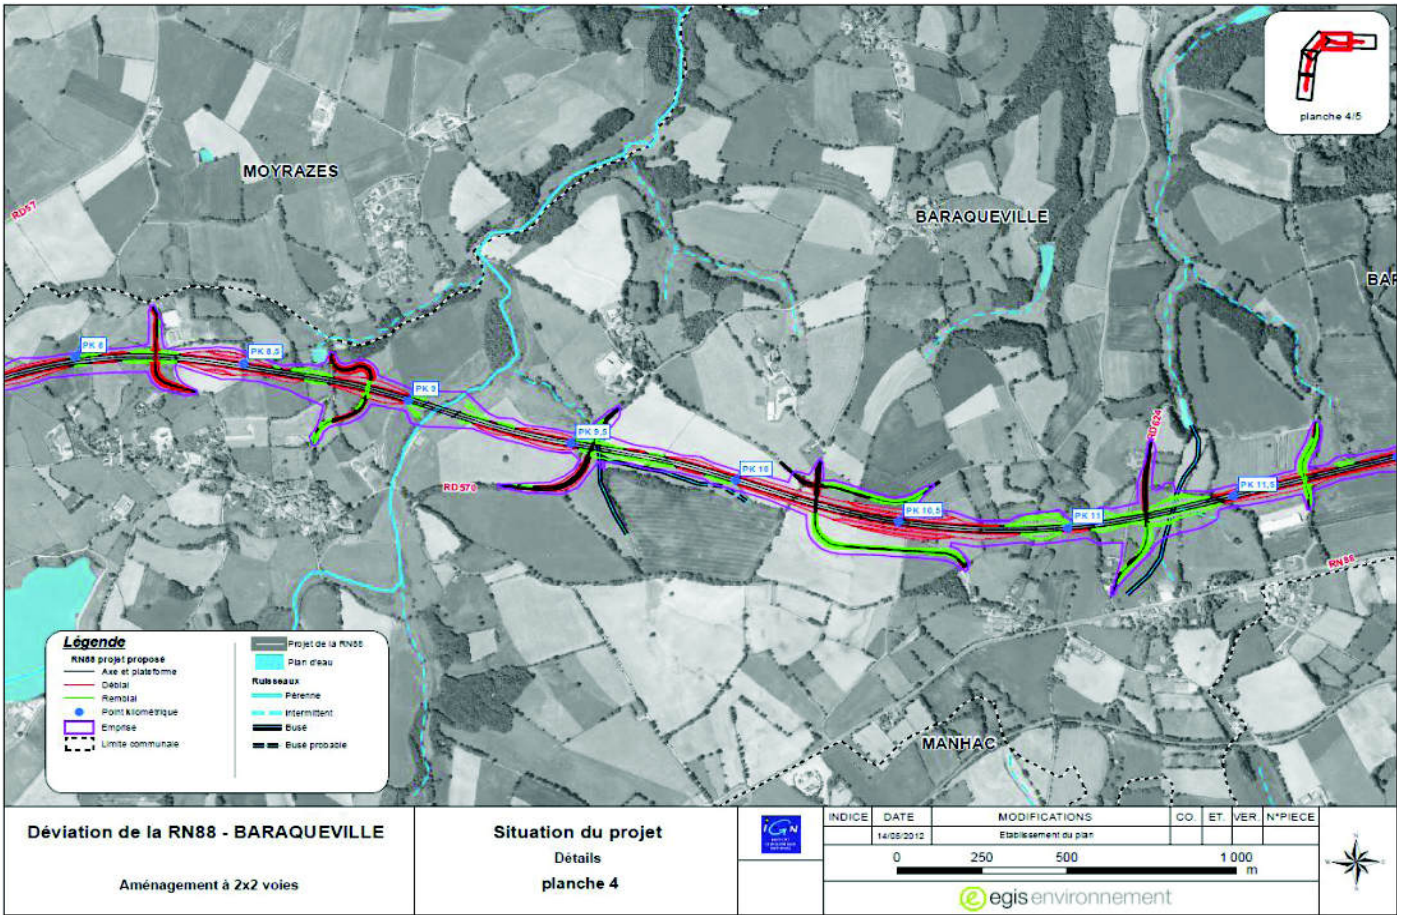 planche 4/5
MOYRAZES
RD57
BARAQUEVILLE
BAR
PK 8
PK 8,5
PK 9
PK 9,5
PK 10
RD624
PK 10,5
PK 11
PK 11,5
RD570
RN88
MANHAC
Légende
RN88 projet proposé
Axe et plateforme
Déblai
Remblai
Point kilométrique
Emprise
Limite communale
Projet de la RN88
Plan d'eau
Ruisseaux
Pérenne
Intermittent
Busé
Busé probable
Déviation de la RN88 - BARAQUEVILLE
Aménagement à 2x2 voies
Situation du projet
Détails
planche 4
IGN
INDICE DATE MODIFICATIONS CO. ET. VER. N°PIECE
14/05/2012 Etablissement du plan
0 250 500 1 000
m
egis environnement